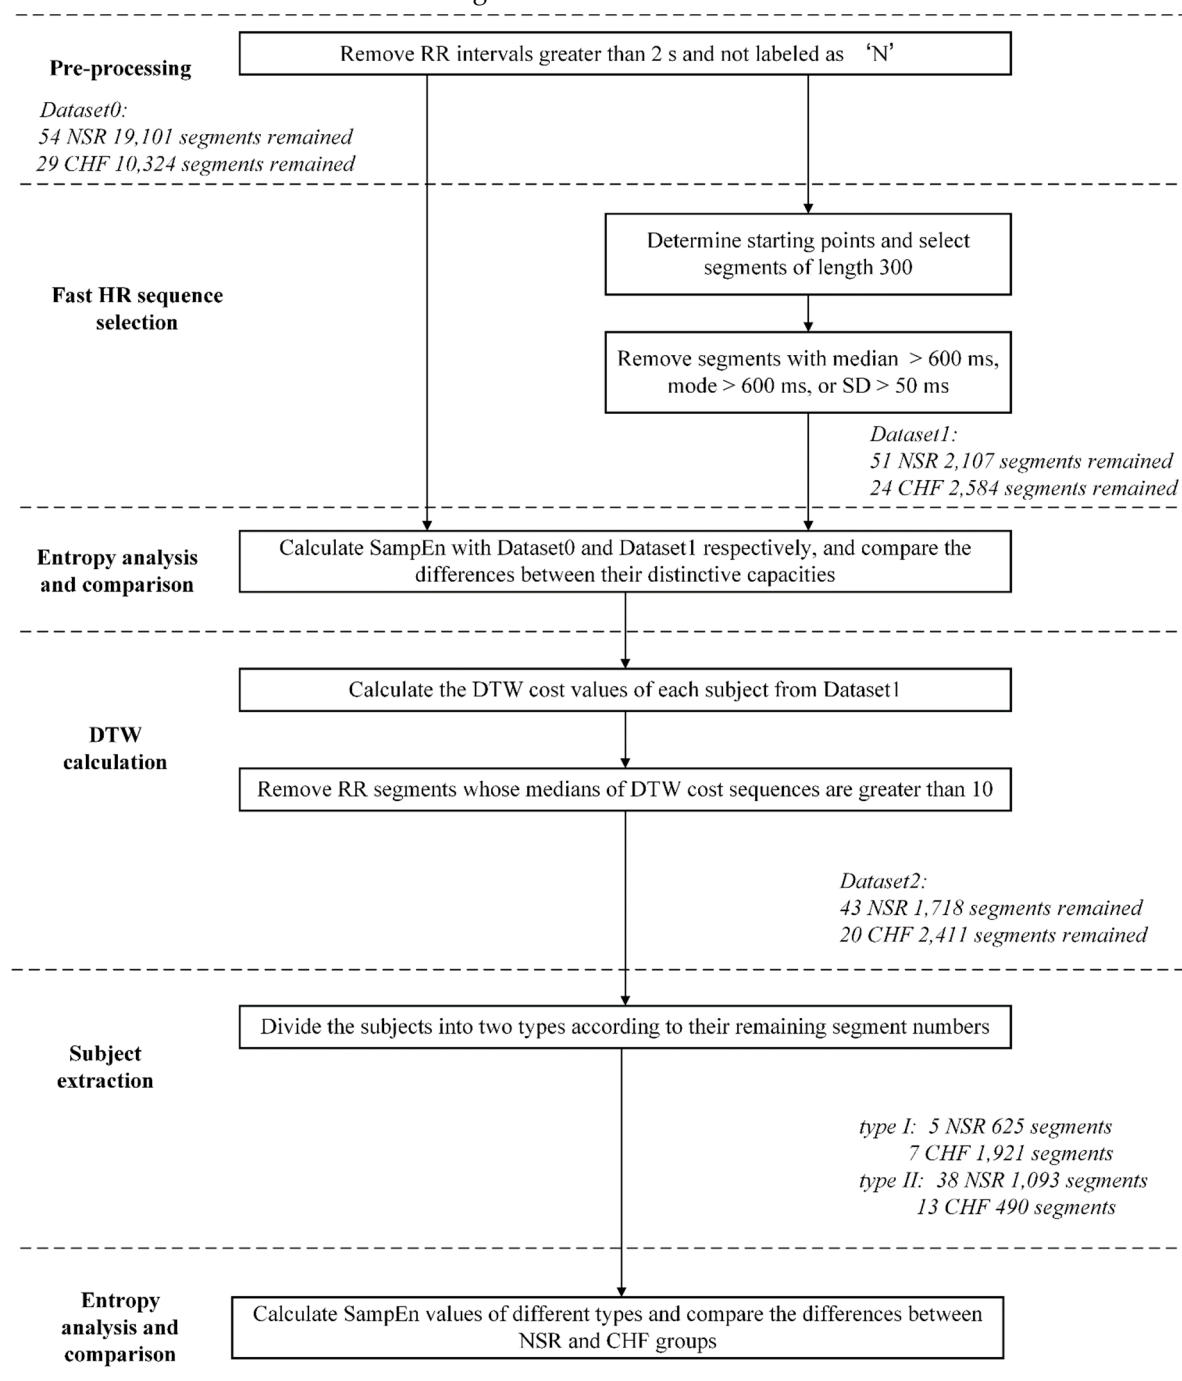 Pre-processing
Remove RR intervals greater than 2 s and not labeled as ‘N’
Dataset0:
54 NSR 19,101 segments remained
29 CHF 10,324 segments remained
Fast HR sequence
selection
Determine starting points and select
segments of length 300
Remove segments with median > 600 ms,
mode > 600 ms, or SD > 50 ms
Dataset1:
51 NSR 2,107 segments remained
24 CHF 2,584 segments remained
Entropy analysis
and comparison
Calculate SampEn with Dataset0 and Dataset1 respectively, and compare the
differences between their distinctive capacities
DTW
calculation
Calculate the DTW cost values of each subject from Dataset1
Remove RR segments whose medians of DTW cost sequences are greater than 10
Dataset2:
43 NSR 1,718 segments remained
20 CHF 2,411 segments remained
Subject
extraction
Divide the subjects into two types according to their remaining segment numbers
type I: 5 NSR 625 segments
7 CHF 1,921 segments
type II: 38 NSR 1,093 segments
13 CHF 490 segments
Entropy
analysis and
comparison
Calculate SampEn values of different types and compare the differences between
NSR and CHF groups